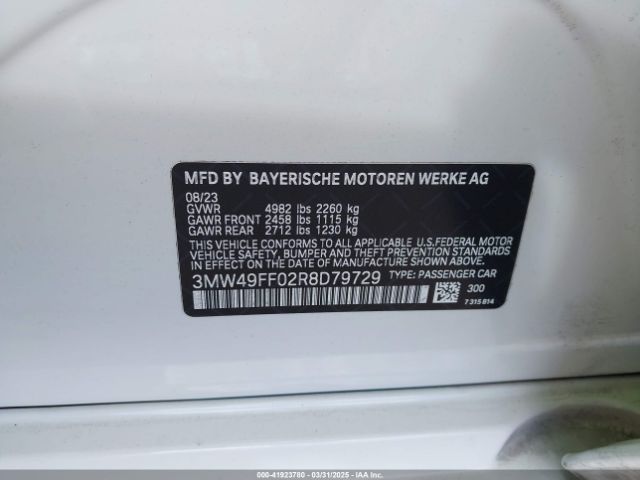 MFD BY BAYERISCHE MOTOREN WERKE AG
08/23
GVWR 4982 lbs 2260 kg
GAWR FRONT 2458 lbs 1115 kg
GAWR REAR 2712 lbs 1230 kg
THIS VEHICLE CONFORMS TO ALL APPLICABLE U.S. FEDERAL MOTOR
VEHICLE SAFETY, BUMPER AND THEFT PREVENTION STANDARDS
IN EFFECT ON THE DATE OF MANUFACTURE SHOWN ABOVE.
3MW49FF02R8D79729 TYPE: PASSENGER CAR
300
7 315 814
000-41923780 - 03/31/2025 - © IAA, Inc. All Rights Reserved